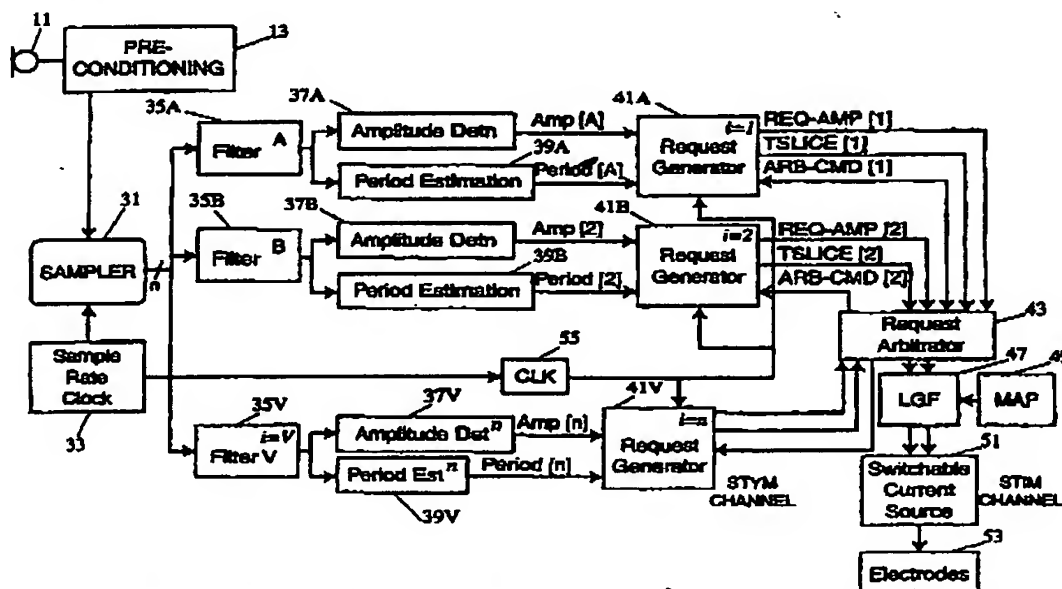 11
13
PRE-
CONDITIONING
35A
37A
41A
Filter A
Amplitude Detn
Amp [A]
39A
Period Estimation
Period [A]
i=1
Request
Generator
REQ-AMP [1]
TSLICE [1]
ARB-CMD [1]
31
35B
37B
41B
SAMPLER
Filter B
Amplitude Detn
Amp [2]
39B
Period Estimation
Period [2]
i=2
Request
Generator
REQ-AMP [2]
TSLICE [2]
ARB-CMD [2]
43
Request
Arbitrator
Sample
Rate
Clock
33
55
CLK
47
LGF
MAP
35V
37V
41V
i=V
Filter V
Amplitude Detⁿ
Amp [n]
Period Estⁿ
Period [n]
39V
i=n
Request
Generator
STYM
CHANNEL
51
Switchable
Current
Source
STIM
CHANNEL
53
Electrodes